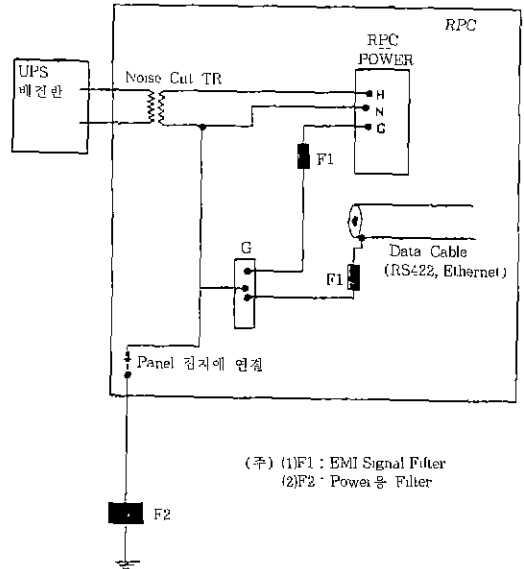 RPC
RPC
POWER
UPS
배전반
Noise Cut TR
H
N
G
F1
G
Data Cable
(RS422, Ethernet)
F1
Panel 접지에 연결
(주) (1)F1 : EMI Signal Filter
(2)F2 : Power용 Filter
F2